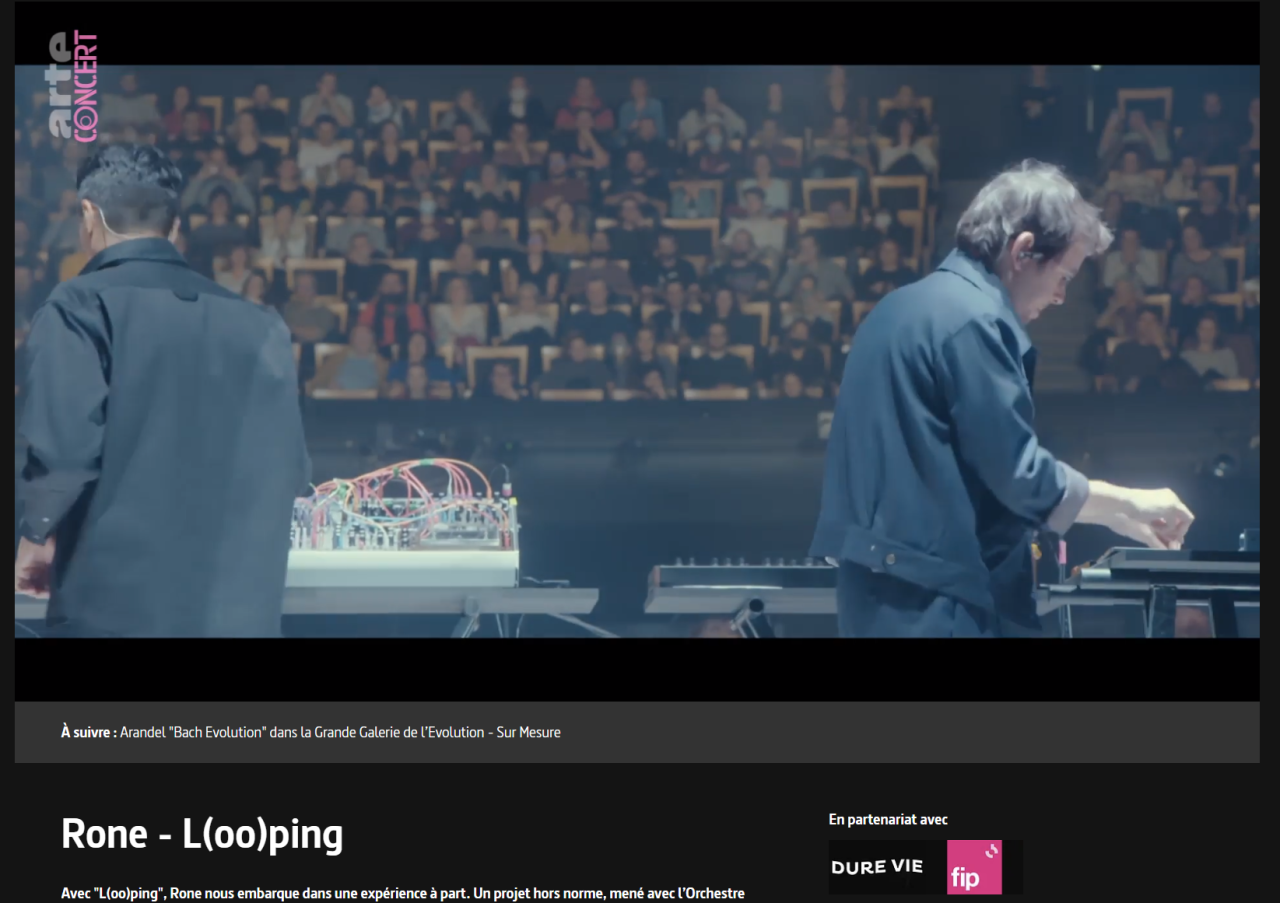 arte
CONCERT
À suivre : Arandel "Bach Evolution" dans la Grande Galerie de l'Evolution - Sur Mesure
Rone - L(oo)ping
Avec "L(oo)ping", Rone nous embarque dans une expérience à part. Un projet hors norme, mené avec l'Orchestre
En partenariat avec
DURE VIE
fip